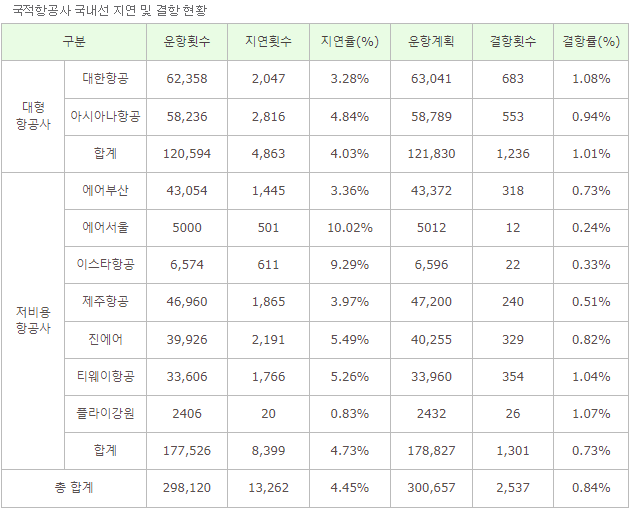 국적항공사 국내선 지연 및 결항 현황
구분 운항횟수 지연횟수 지연율(%) 운항계획 결항횟수 결항률(%)
대형
항공사
대한항공 62,358 2,047 3.28% 63,041 683 1.08%
아시아나항공 58,236 2,816 4.84% 58,789 553 0.94%
합계 120,594 4,863 4.03% 121,830 1,236 1.01%
저비용
항공사
에어부산 43,054 1,445 3.36% 43,372 318 0.73%
에어서울 5000 501 10.02% 5012 12 0.24%
이스타항공 6,574 611 9.29% 6,596 22 0.33%
제주항공 46,960 1,865 3.97% 47,200 240 0.51%
진에어 39,926 2,191 5.49% 40,255 329 0.82%
티웨이항공 33,606 1,766 5.26% 33,960 354 1.04%
플라이강원 2406 20 0.83% 2432 26 1.07%
합계 177,526 8,399 4.73% 178,827 1,301 0.73%
총 합계 298,120 13,262 4.45% 300,657 2,537 0.84%